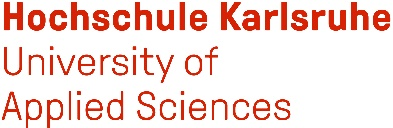 Hochschule Karlsruhe
University of
Applied Sciences